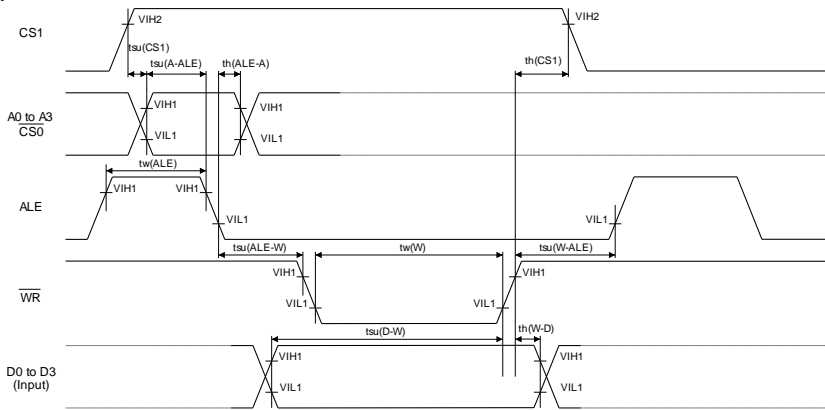 CS1
VIH2
VIH2
tsu(CS1)
tsu(A-ALE)
th(ALE-A)
th(CS1)
A0 to A3
CS0
VIH1
VIH1
VIL1
VIL1
tw(ALE)
ALE
VIH1
VIH1
VIL1
VIL1
tsu(ALE-W)
tw(W)
tsu(W-ALE)
WR
VIH1
VIH1
VIL1
VIL1
tsu(D-W)
th(W-D)
D0 to D3
(Input)
VIH1
VIH1
VIL1
VIL1